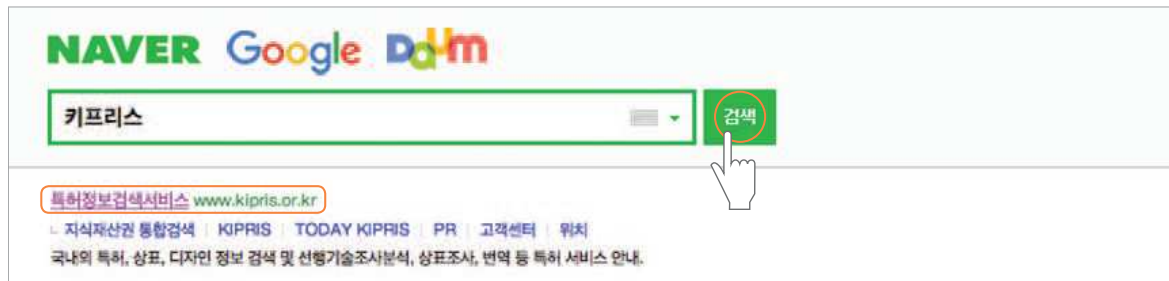 NAVER Google Daum
키프리스 검색
특허정보검색서비스 www.kipris.or.kr
지식재산권 통합검색 | KIPRIS | TODAY KIPRIS | PR | 고객센터 | 위치
국내외 특허, 상표, 디자인 정보 검색 및 선행기술조사분석, 상표조사, 번역 등 특허 서비스 안내.